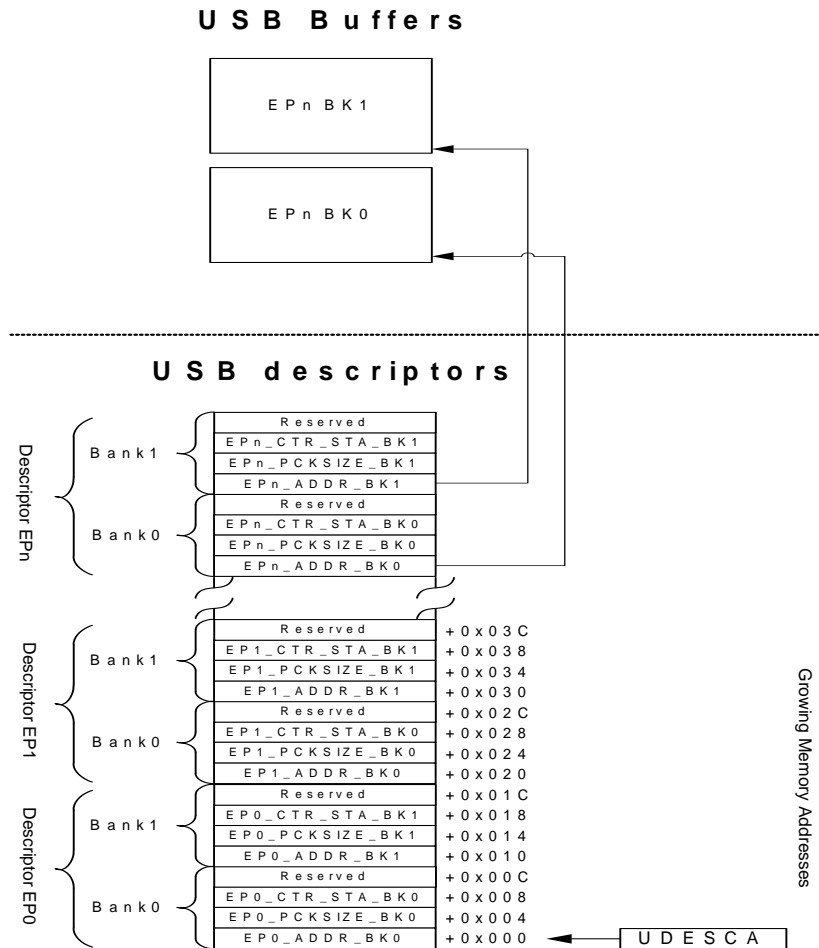 USB Buffers
EPn BK1
EPn BK0
USB descriptors
Descriptor EPn
Bank1
Reserved
EPn_CTR_STA_BK1
EPn_PCKSIZE_BK1
EPn_ADDR_BK1
Bank0
Reserved
EPn_CTR_STA_BK0
EPn_PCKSIZE_BK0
EPn_ADDR_BK0
Descriptor EP1
Bank1
Reserved +0x03C
EP1_CTR_STA_BK1 +0x038
EP1_PCKSIZE_BK1 +0x034
EP1_ADDR_BK1 +0x030
Bank0
Reserved +0x02C
EP1_CTR_STA_BK0 +0x028
EP1_PCKSIZE_BK0 +0x024
EP1_ADDR_BK0 +0x020
Descriptor EP0
Bank1
Reserved +0x01C
EP0_CTR_STA_BK1 +0x018
EP0_PCKSIZE_BK1 +0x014
EP0_ADDR_BK1 +0x010
Bank0
Reserved +0x00C
EP0_CTR_STA_BK0 +0x008
EP0_PCKSIZE_BK0 +0x004
EP0_ADDR_BK0 +0x000
UDESCA
Growing Memory Addresses